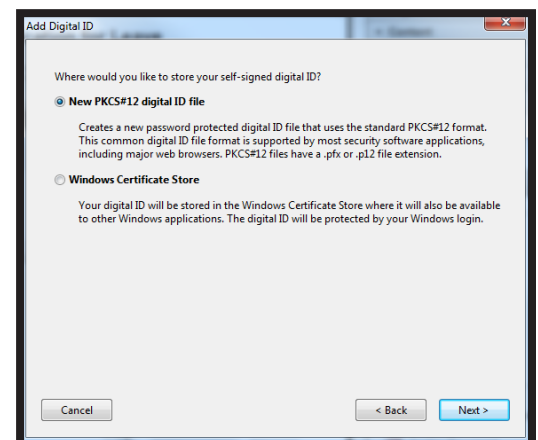 Add Digital ID
Where would you like to store your self-signed digital ID?
New PKCS#12 digital ID file
Creates a new password protected digital ID file that uses the standard PKCS#12 format.
This common digital ID file format is supported by most security software applications,
including major web browsers. PKCS#12 files have a .pfx or .p12 file extension.
Windows Certificate Store
Your digital ID will be stored in the Windows Certificate Store where it will also be available
to other Windows applications. The digital ID will be protected by your Windows login.
Cancel
< Back
Next >